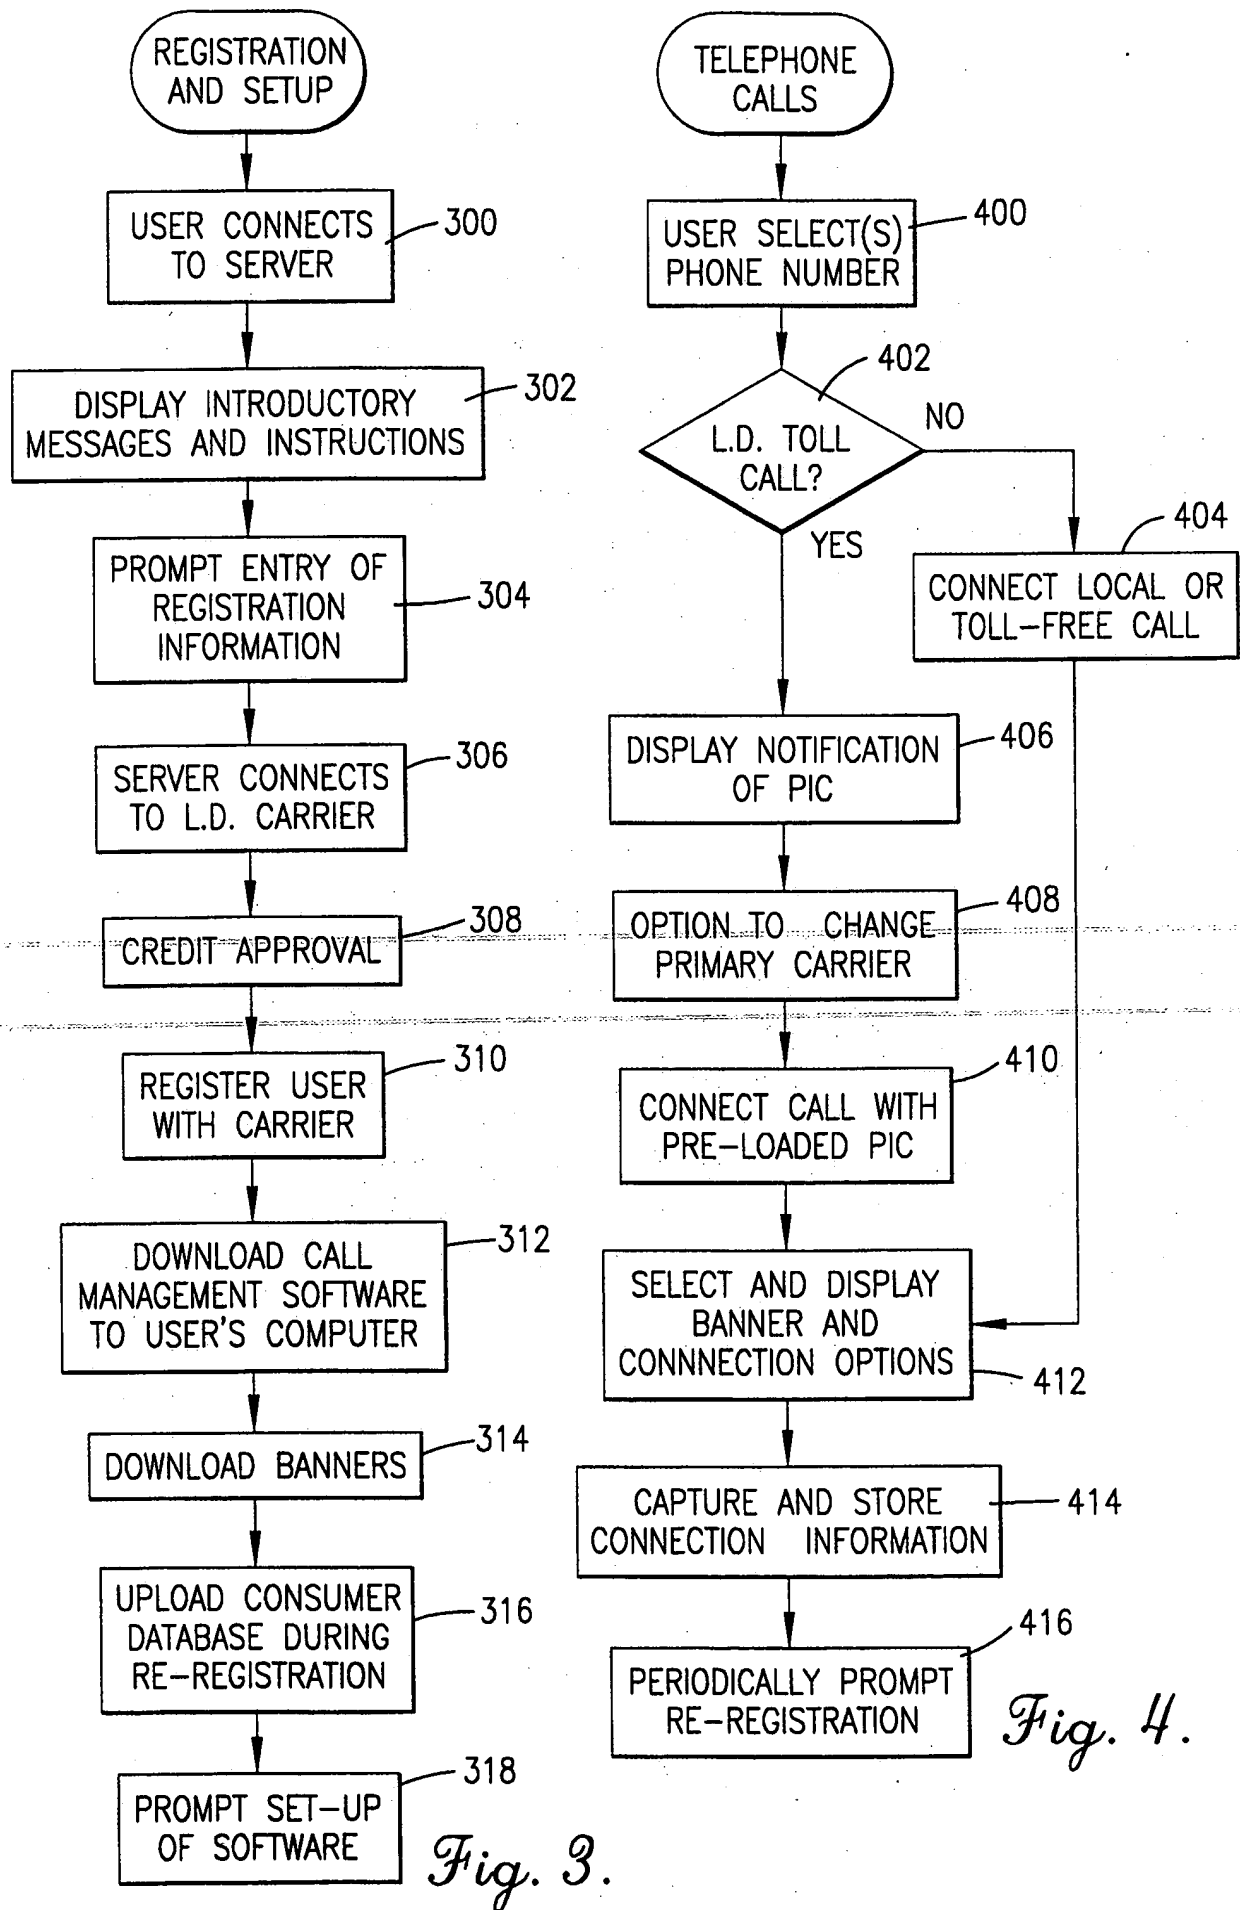 REGISTRATION
AND SETUP
USER CONNECTS
TO SERVER
300
DISPLAY INTRODUCTORY
MESSAGES AND INSTRUCTIONS
302
PROMPT ENTRY OF
REGISTRATION
INFORMATION
304
SERVER CONNECTS
TO L.D. CARRIER
306
CREDIT APPROVAL
308
REGISTER USER
WITH CARRIER
310
DOWNLOAD CALL
MANAGEMENT SOFTWARE
TO USER'S COMPUTER
312
DOWNLOAD BANNERS
314
UPLOAD CONSUMER
DATABASE DURING
RE-REGISTRATION
316
PROMPT SET-UP
OF SOFTWARE
318
Fig. 3.
TELEPHONE
CALLS
USER SELECT(S)
PHONE NUMBER
400
L.D. TOLL
CALL?
402
NO
YES
CONNECT LOCAL OR
TOLL-FREE CALL
404
DISPLAY NOTIFICATION
OF PIC
406
OPTION TO CHANGE
PRIMARY CARRIER
408
CONNECT CALL WITH
PRE-LOADED PIC
410
SELECT AND DISPLAY
BANNER AND
CONNNECTION OPTIONS
412
CAPTURE AND STORE
CONNECTION INFORMATION
414
PERIODICALLY PROMPT
RE-REGISTRATION
416
Fig. 4.